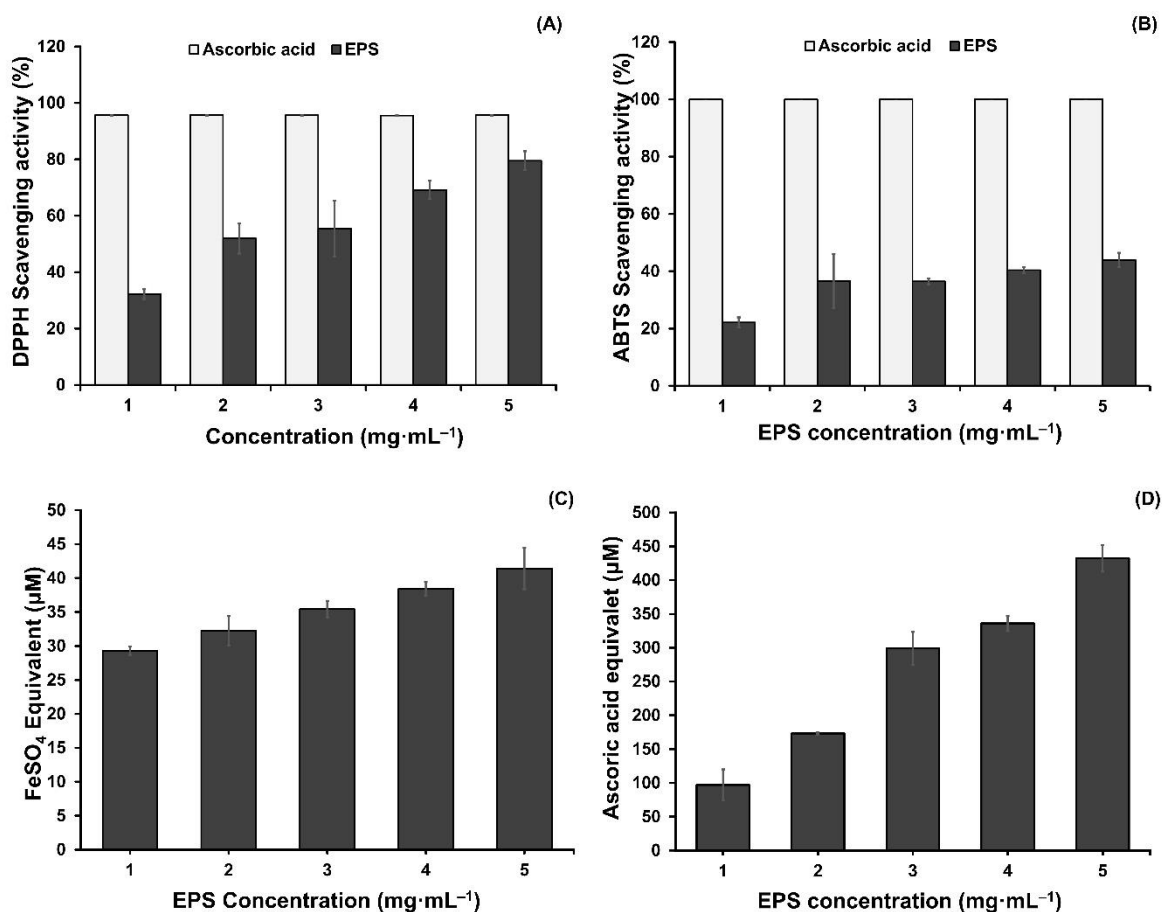 (A)
Ascorbic acid EPS
DPPH Scavenging activity (%)
120
100
80
60
40
20
0
1 2 3 4 5
Concentration (mg·mL⁻¹)
(B)
Ascorbic acid EPS
ABTS Scavenging activity (%)
120
100
80
60
40
20
0
1 2 3 4 5
EPS concentration (mg·mL⁻¹)
(C)
FeSO₄ Equivalent (µM)
50
45
40
35
30
25
20
15
10
5
0
1 2 3 4 5
EPS Concentration (mg·mL⁻¹)
(D)
Ascoric acid equivalet (µM)
500
450
400
350
300
250
200
150
100
50
0
1 2 3 4 5
EPS concentration (mg·mL⁻¹)